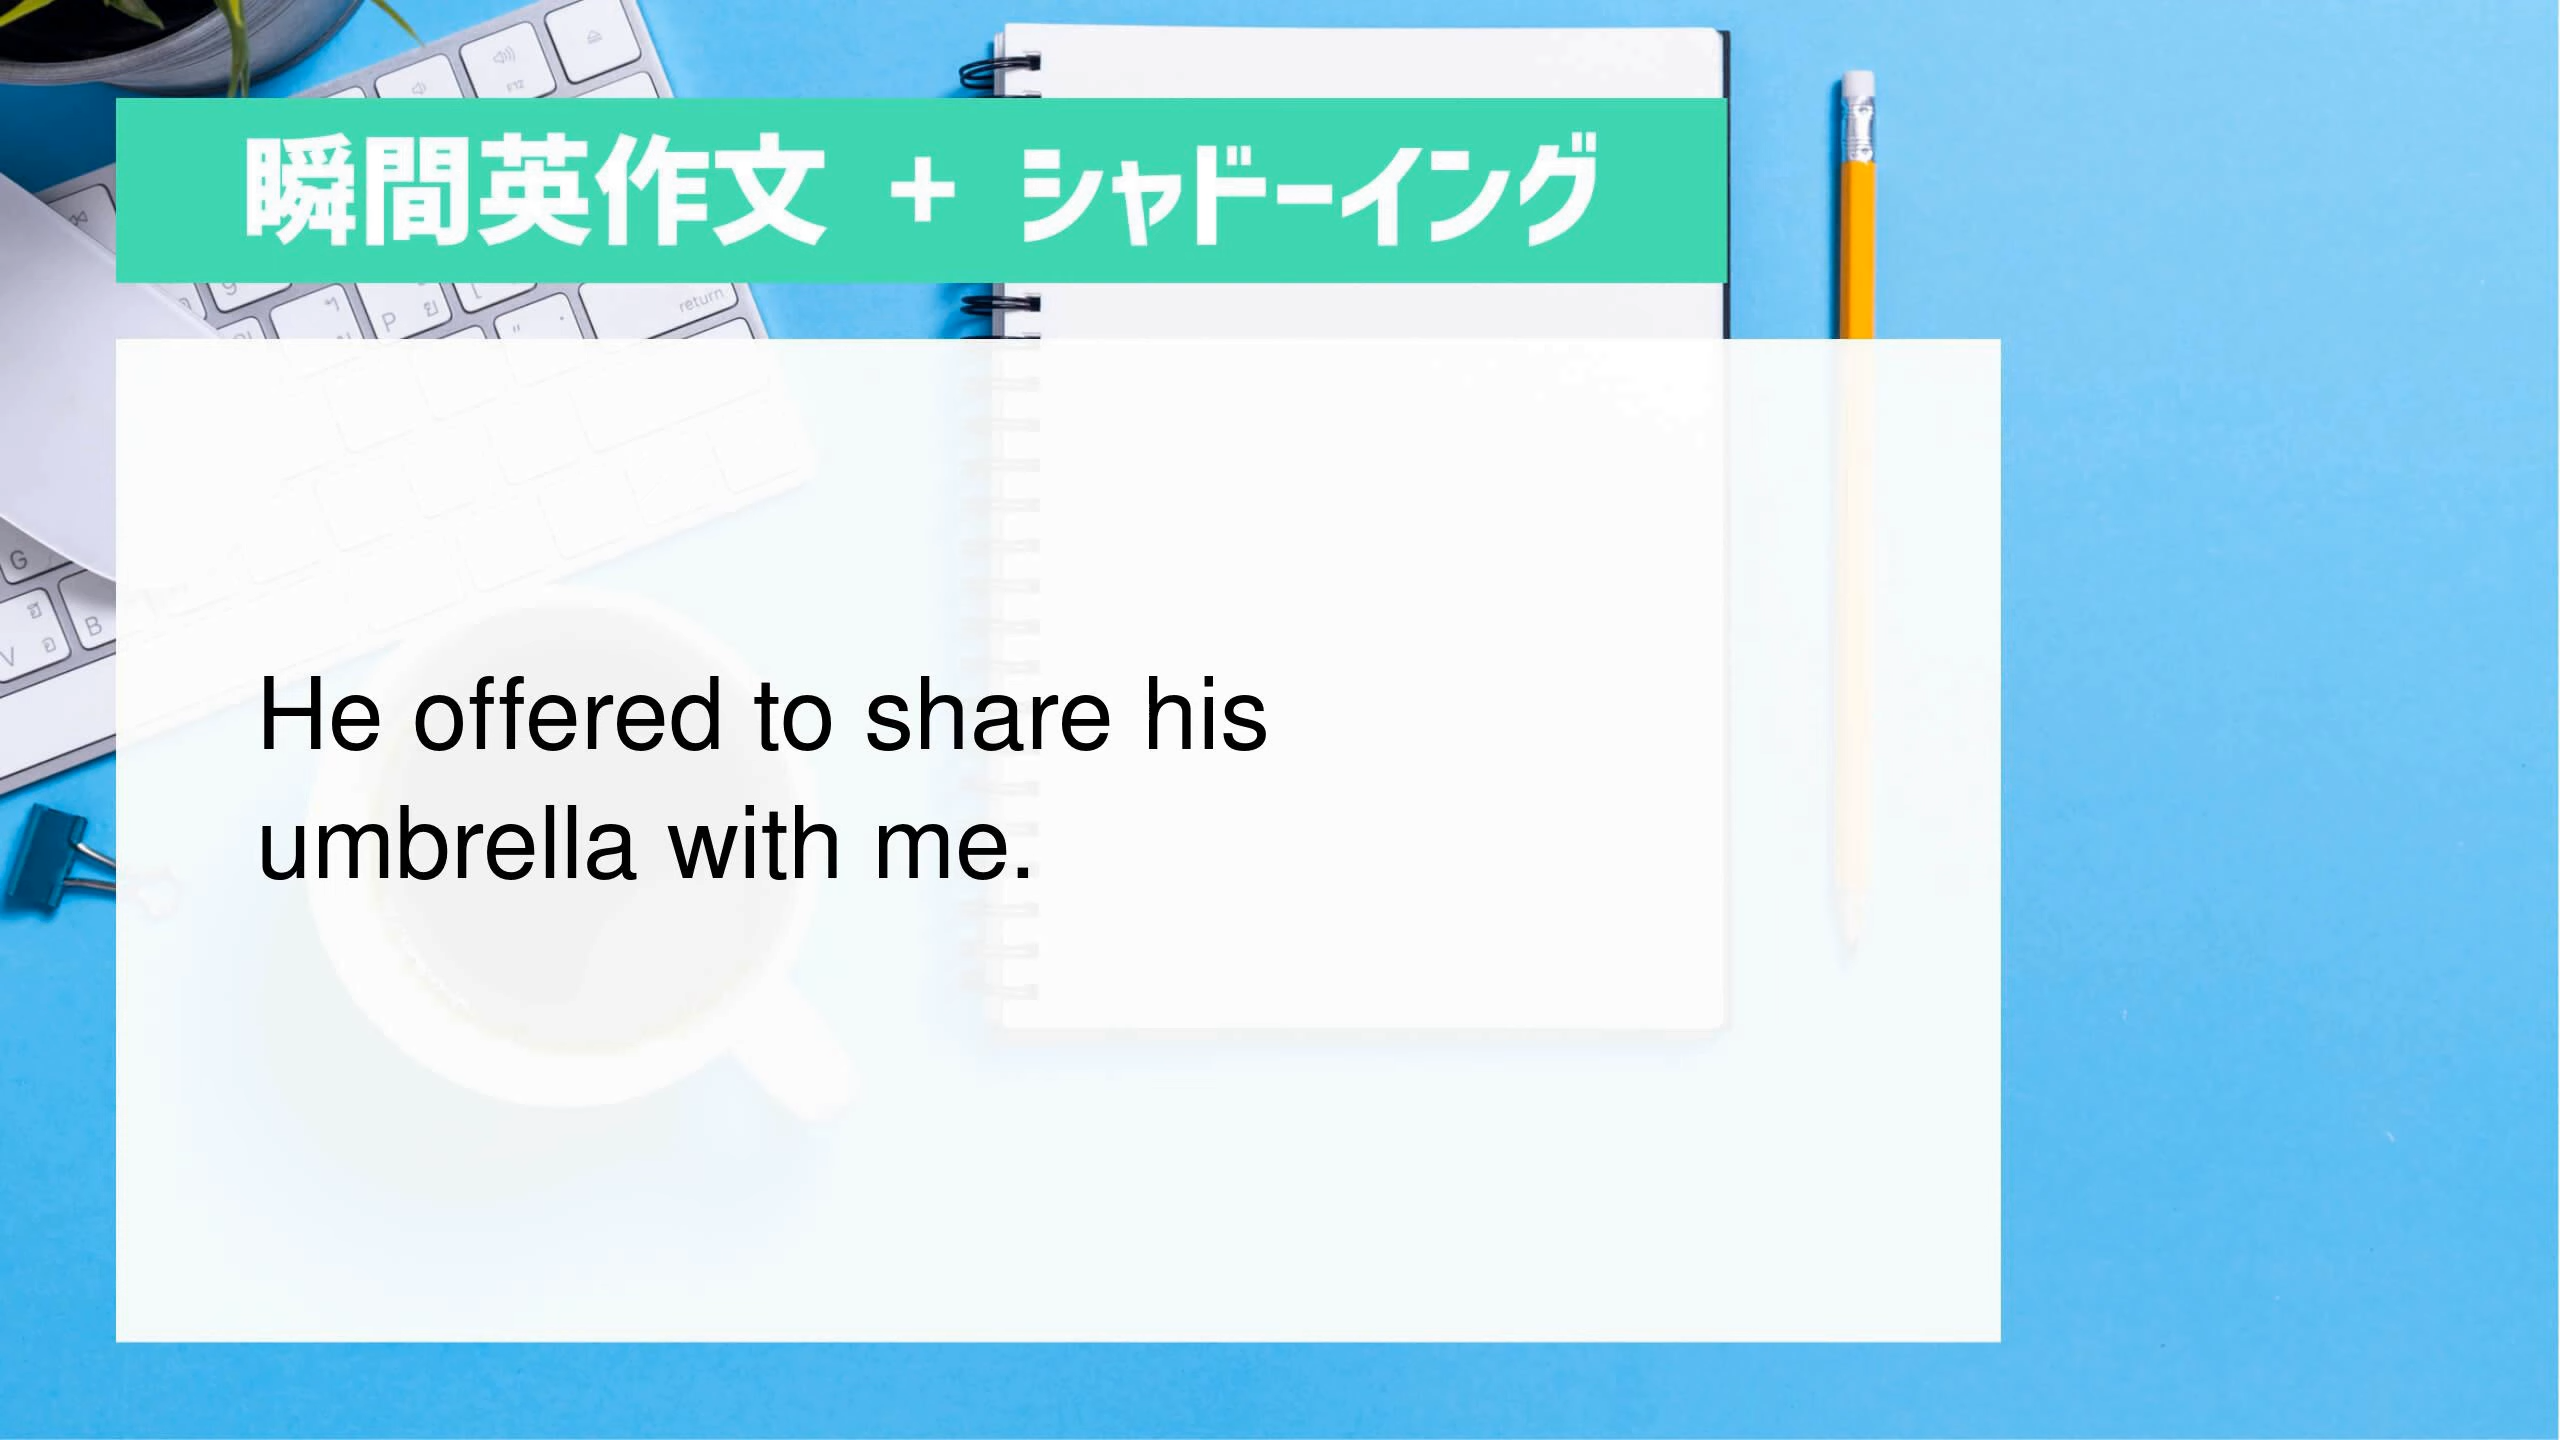 瞬間英作文 + シャドーイング
He offered to share his
umbrella with me.